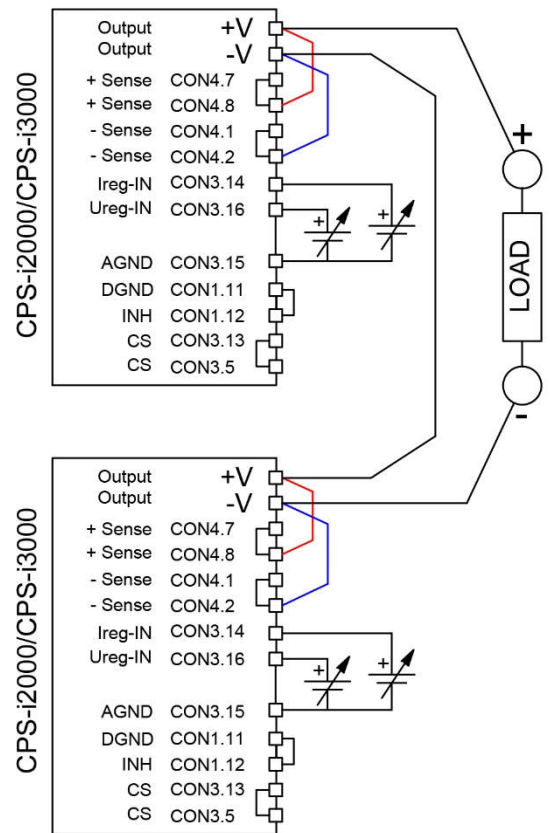 CPS-i2000/CPS-i3000
Output +V
Output -V
+ Sense CON4.7
+ Sense CON4.8
- Sense CON4.1
- Sense CON4.2
Ireg-IN CON3.14
Ureg-IN CON3.16
AGND CON3.15
DGND CON1.11
INH CON1.12
CS CON3.13
CS CON3.5
+
+
+
LOAD
-
CPS-i2000/CPS-i3000
Output +V
Output -V
+ Sense CON4.7
+ Sense CON4.8
- Sense CON4.1
- Sense CON4.2
Ireg-IN CON3.14
Ureg-IN CON3.16
AGND CON3.15
DGND CON1.11
INH CON1.12
CS CON3.13
CS CON3.5
+
+